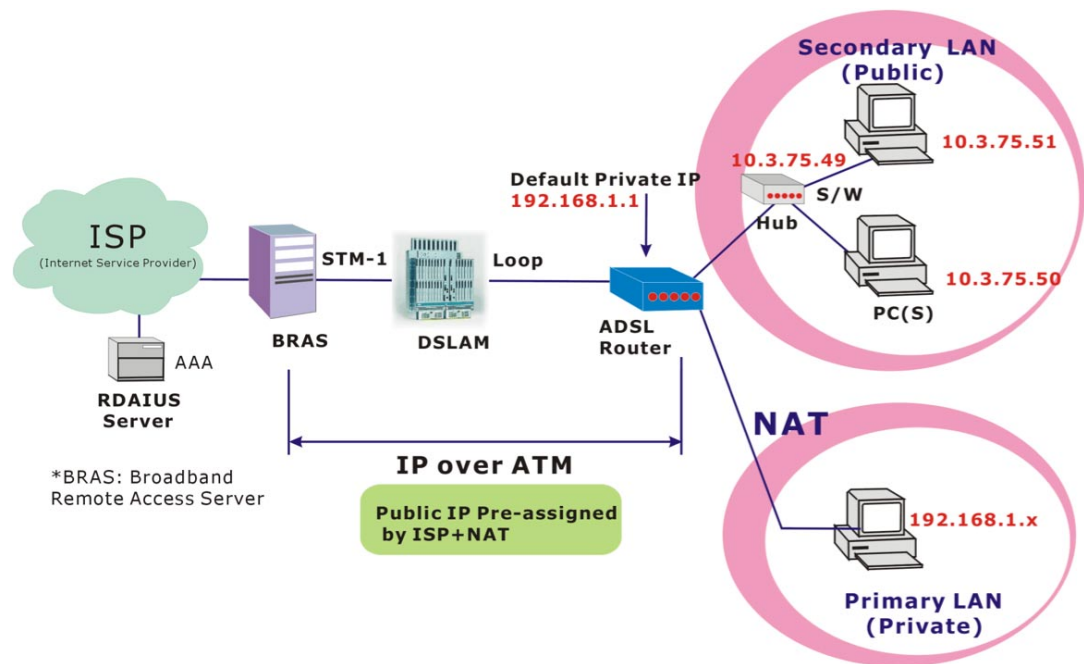 Secondary LAN
(Public)
10.3.75.51
10.3.75.49
S/W
Hub
10.3.75.50
PC(S)
Default Private IP
192.168.1.1
ISP
(Internet Service Provider)
STM-1
Loop
BRAS
DSLAM
ADSL
Router
AAA
RDAIUS
Server
NAT
IP over ATM
*BRAS: Broadband
Remote Access Server
Public IP Pre-assigned
by ISP+NAT
192.168.1.x
Primary LAN
(Private)